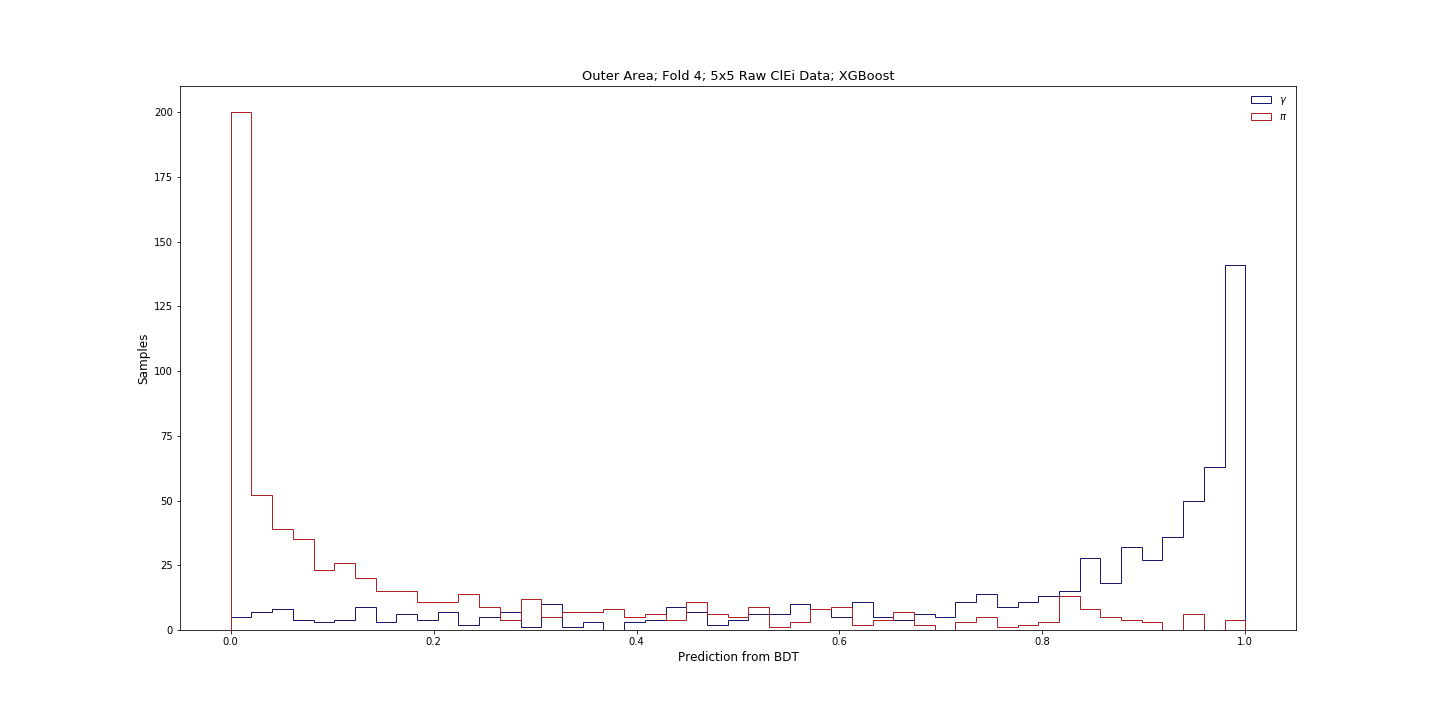 Outer Area; Fold 4; 5x5 Raw ClEi Data; XGBoost
γ
π
200
175
150
125
100
75
50
25
0
Samples
0.0 0.2 0.4 0.6 0.8 1.0
Prediction from BDT